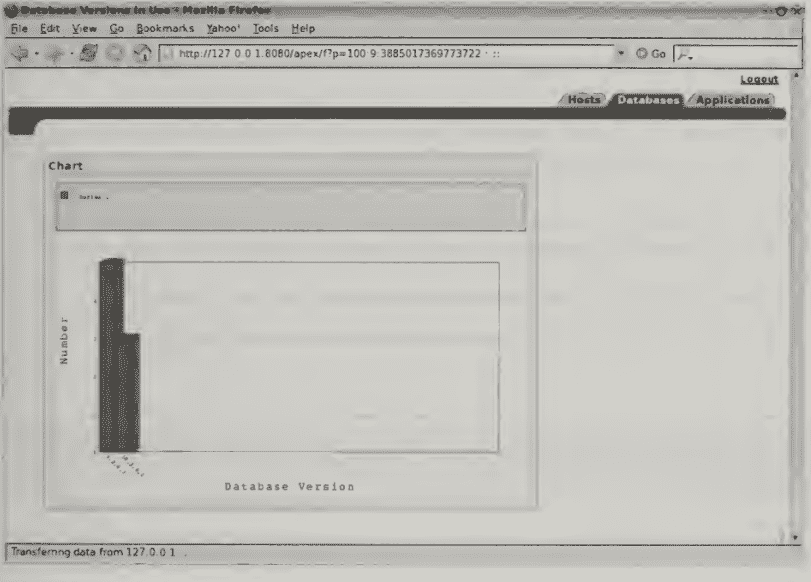 Database Versions in Use - Mozilla Firefox
File Edit View Go Bookmarks Yahoo! Tools Help
http://127.0.0.1:8080/apex/f?p=100:9:3885017369773722 Go
Logout
Hosts Databases Applications
Chart
Number
Database Version
Transferring data from 127.0.0.1